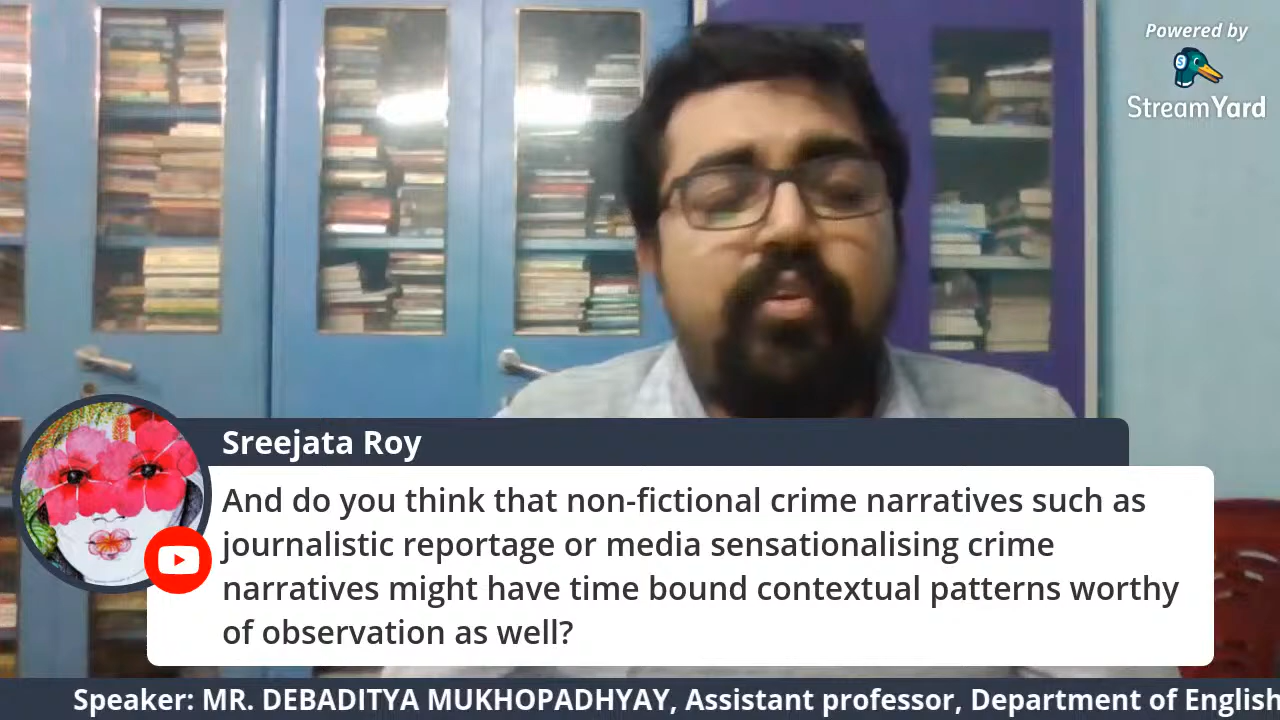 Powered by
StreamYard
Sreejata Roy
And do you think that non-fictional crime narratives such as
journalistic reportage or media sensationalising crime
narratives might have time bound contextual patterns worthy
of observation as well?
Speaker: MR. DEBADITYA MUKHOPADHYAY, Assistant professor, Department of English